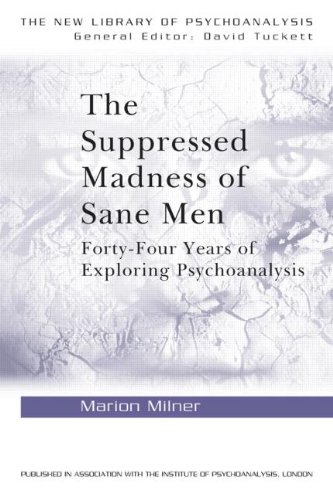 THE NEW LIBRARY OF PSYCHOANALYSIS
General Editor: David Tuckett
The
Suppressed
Madness of
Sane Men
Forty-Four Years of
Exploring Psychoanalysis
Marion Milner
PUBLISHED IN ASSOCIATION WITH THE INSTITUTE OF PSYCHOANALYSIS, LONDON